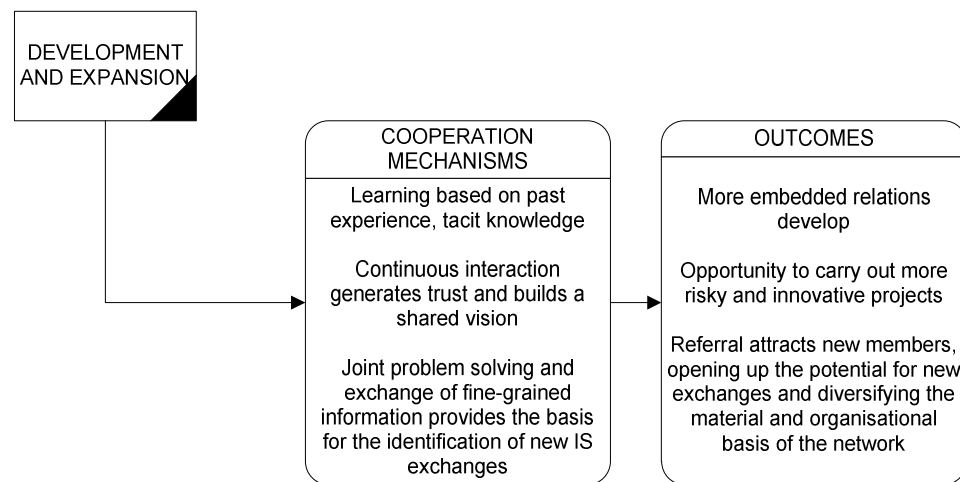 DEVELOPMENT
AND EXPANSION
COOPERATION
MECHANISMS
Learning based on past
experience, tacit knowledge
Continuous interaction
generates trust and builds a
shared vision
Joint problem solving and
exchange of fine-grained
information provides the basis
for the identification of new IS
exchanges
OUTCOMES
More embedded relations
develop
Opportunity to carry out more
risky and innovative projects
Referral attracts new members,
opening up the potential for new
exchanges and diversifying the
material and organisational
basis of the network